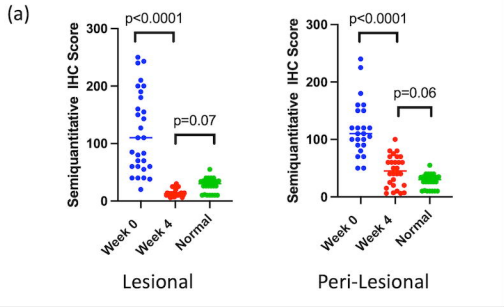 (a)
p<0.0001
p<0.0001
300
300
Semiquantitative IHC Score
Semiquantitative IHC Score
200
200
p=0.07
p=0.06
100
100
0
0
Week 0
Week 4
Normal
Week 0
Week 4
Normal
Lesional
Peri-Lesional